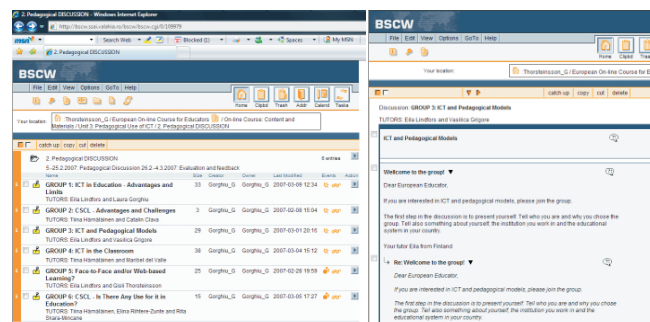 2. Pedagogical DISCUSSION - Windows Internet Explorer
http://bscw.ssai.valahia.ro/bscw/bscw.cgi/0/109979
msn
Search Web
Blocked (0)
Spaces
My MSN
2. Pedagogical DISCUSSION
BSCW
File Edit View Options GoTo Help
Home Clipbd Trash Addr Calend Tasks
Your location:
Thorsteinsson_G / European On-line Course for Educators / On-line Course: Content and
Materials / Unit 3. Pedagogical Use of ICT / 2. Pedagogical DISCUSSION
catch up copy cut delete
2. Pedagogical DISCUSSION 6 entries
5.-25.2.2007: Pedagogical Discussion 26.2.-4.3.2007: Evaluation and feedback
Name Size Creator Owner Last Modified Events Action
GROUP 1: ICT in Education - Advantages and 33 Gorghiu_G Gorghiu_G 2007-03-09 12:34
Limits
TUTORS: Eila Lindfors and Laura Gorghiu
GROUP 2: CSCL - Advantages and Challenges 3 Gorghiu_G Gorghiu_G 2007-02-08 15:04
TUTORS: Tiina Hämäläinen and Catalin Clava
GROUP 3: ICT and Pedagogical Models 29 Gorghiu_G Gorghiu_G 2007-03-01 20:16
TUTORS: Eila Lindfors and Vasilica Grigore
GROUP 4: ICT in the Classroom 38 Gorghiu_G Gorghiu_G 2007-03-04 15:12
TUTORS: Tiina Hämäläinen and Maribel del Valle
GROUP 5: Face-to-Face and/or Web-based 25 Gorghiu_G Gorghiu_G 2007-02-28 19:59
Learning?
TUTORS: Eila Lindfors and Gisli Thorsteinsson
GROUP 6: CSCL - Is There Any Use for it in 15 Gorghiu_G Gorghiu_G 2007-03-05 17:27
Education?
TUTORS: Tiina Hämäläinen, Elina Rihtere-Zunte and Rita
BSCW
File Edit View Options GoTo Help
Home Clipbd
Your location:
Thorsteinsson_G / European On-line Course for E
catch up copy cut delete
Discussion: GROUP 3: ICT and Pedagogical Models
TUTORS: Eila Lindfors and Vasilica Grigore
ICT and Pedagogical Models
Wellcome to the group!
Dear European Educator,
If you are interested in ICT and pedagogical models, please join the group.
The first step in the discussion is to present yourself. Tell who you are and why you chose the
group. Tell also something about yourself, the institution you work in and the educational
system in your country.
Your tutor Eila from Finland
Re: Wellcome to the group!
Dear European Educator,
If you are interested in ICT and pedagogical models, please join the group.
The first step in the discussion is to present yourself. Tell who you are and why you chose
the group. Tell also something about yourself, the institution you work in and the
educational system in your country.